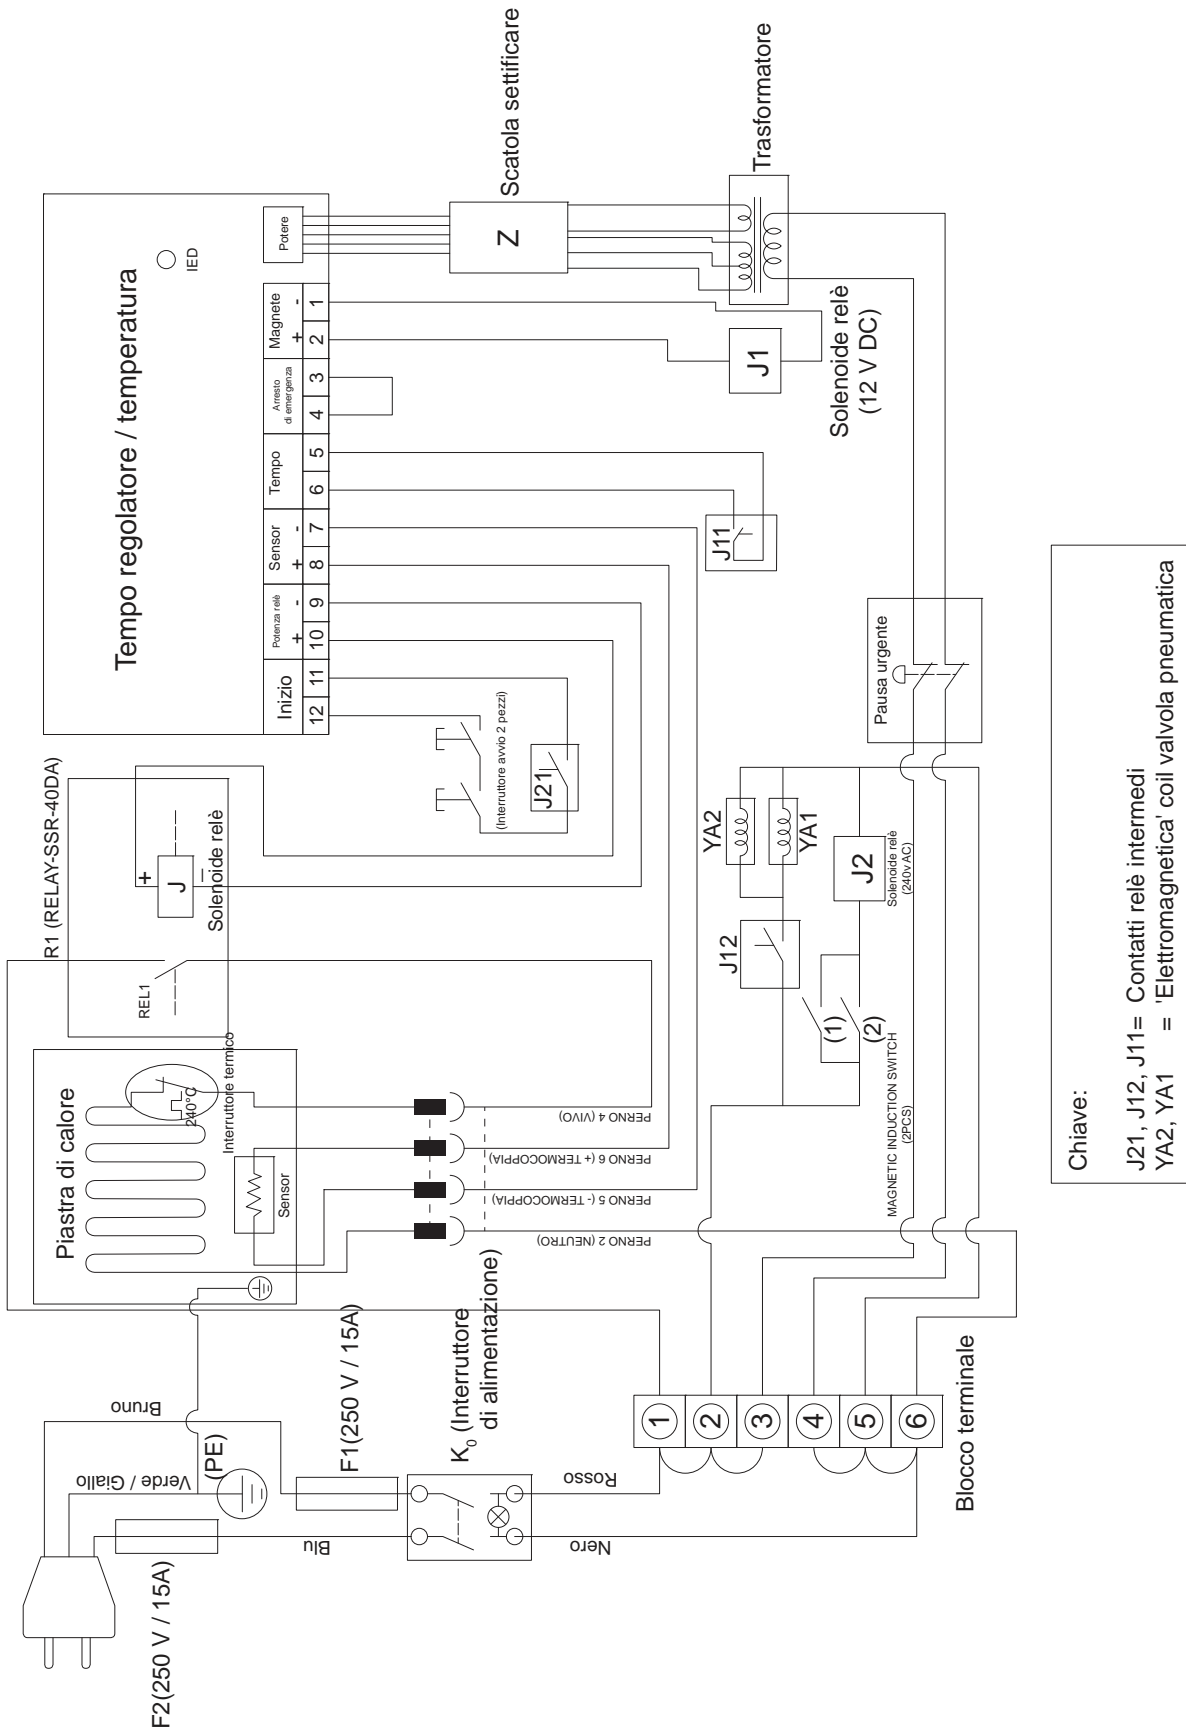 Tempo regolatore / temperatura
IED
Potere
Magnete
+ -
Arresto
di emergenza
Tempo
Sensor
+ -
Potenza relè
+ -
Inizio
12 11 10 9 8 7 6 5 4 3 2 1
Scatola settificare
Z
Trasformatore
J1
Solenoide relè
(12 V DC)
J11
Pausa urgente
(Interruttore avvio 2 pezzi)
J21
R1 (RELAY-SSR-40DA)
+
J
-
Solenoide relè
REL1
Piastra di calore
240°C
Interruttore termico
Sensor
PERNO 4 (VIVO)
PERNO 6 (+ TERMOCOPPIA)
PERNO 5 (-) TERMOCOPPIA)
PERNO 2 (NEUTRO)
YA2
YA1
J12
J2
Solenoide relè
(240v AC)
(1)
(2)
MAGNETIC INDUCTION SWITCH
(2PCS)
Bruno
Verde / Giallo
(PE)
Blu
F2(250 V / 15A)
F1(250 V / 15A)
K0 (Interruttore
di alimentazione)
Rosso
Nero
1
2
3
4
5
6
Blocco terminale
Chiave:
J21, J12, J11= Contatti relè intermedi
YA2, YA1 = 'Elettromagnetica' coil valvola pneumatica